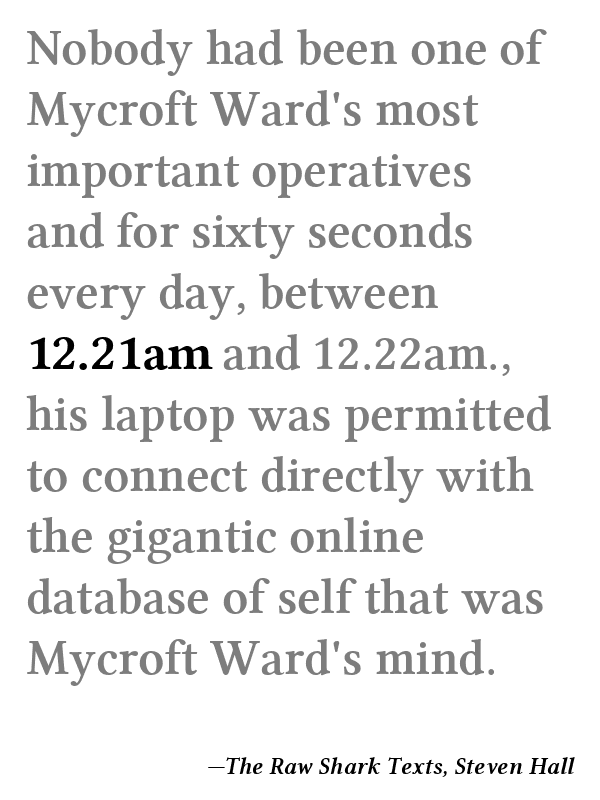 Nobody had been one of
Mycroft Ward's most
important operatives
and for sixty seconds
every day, between
12.21am and 12.22am.,
his laptop was permitted
to connect directly with
the gigantic online
database of self that was
Mycroft Ward's mind.
—The Raw Shark Texts, Steven Hall